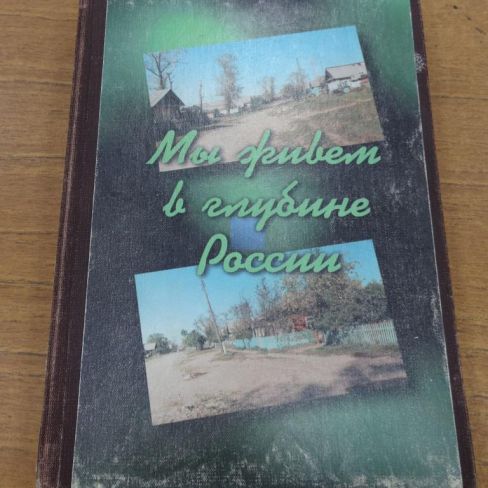 Мы живем
в глубине
России